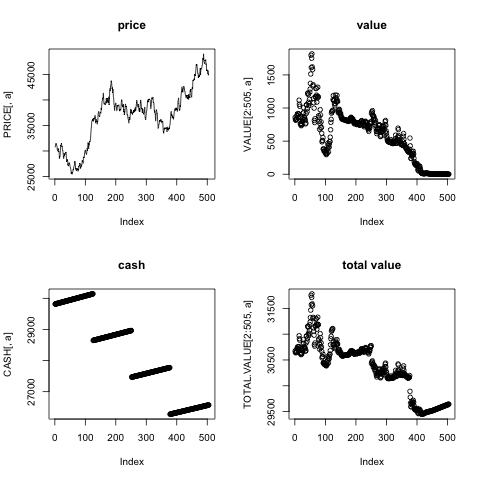 price
PRICE[, a]
25000 35000 45000
0 100 200 300 400 500
Index
value
VALUE[2:505, a]
0 500 1000 1500
0 100 200 300 400 500
Index
cash
CASH[, a]
27000 29000
0 100 200 300 400 500
Index
total value
TOTAL.VALUE[2:505, a]
29500 30500 31500
0 100 200 300 400 500
Index